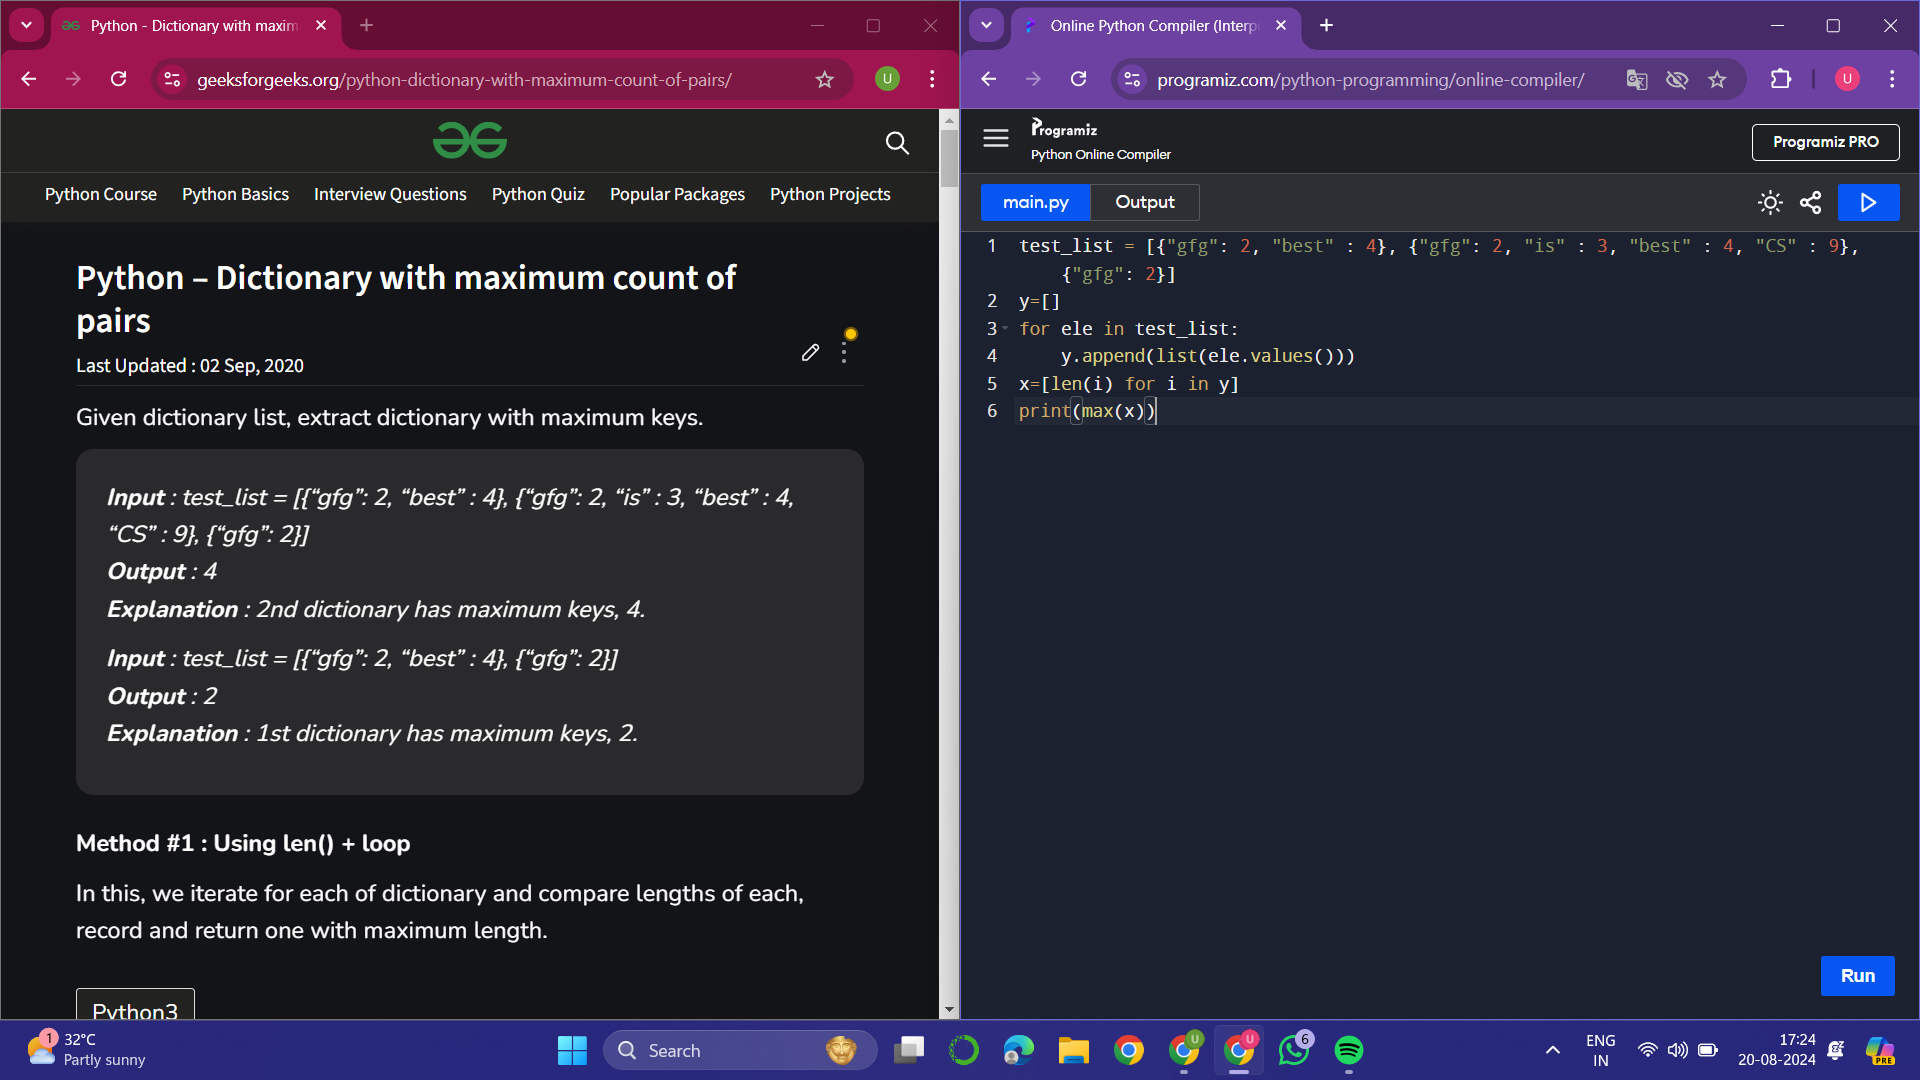 Python - Dictionary with maxim
geeksforgeeks.org/python-dictionary-with-maximum-count-of-pairs/
U
Python Course Python Basics Interview Questions Python Quiz Popular Packages Python Projects
Python – Dictionary with maximum count of
pairs
Last Updated : 02 Sep, 2020
Given dictionary list, extract dictionary with maximum keys.
Input : test_list = [{“gfg”: 2, “best” : 4}, {“gfg”: 2, “is” : 3, “best” : 4,
“CS” : 9}, {“gfg”: 2}]
Output : 4
Explanation : 2nd dictionary has maximum keys, 4.
Input : test_list = [{“gfg”: 2, “best” : 4}, {“gfg”: 2}]
Output : 2
Explanation : 1st dictionary has maximum keys, 2.
Method #1 : Using len() + loop
In this, we iterate for each of dictionary and compare lengths of each,
record and return one with maximum length.
Python3
Online Python Compiler (Interp
programiz.com/python-programming/online-compiler/
U
Programiz
Python Online Compiler
Programiz PRO
main.py Output
1 test_list = [{"gfg": 2, "best" : 4}, {"gfg": 2, "is" : 3, "best" : 4, "CS" : 9},
{"gfg": 2}]
2 y=[]
3 for ele in test_list:
4 y.append(list(ele.values()))
5 x=[len(i) for i in y]
6 print(max(x))
Run
1
32°C
Partly sunny
Search
U
U
6
PRE
ENG
IN
17:24
20-08-2024